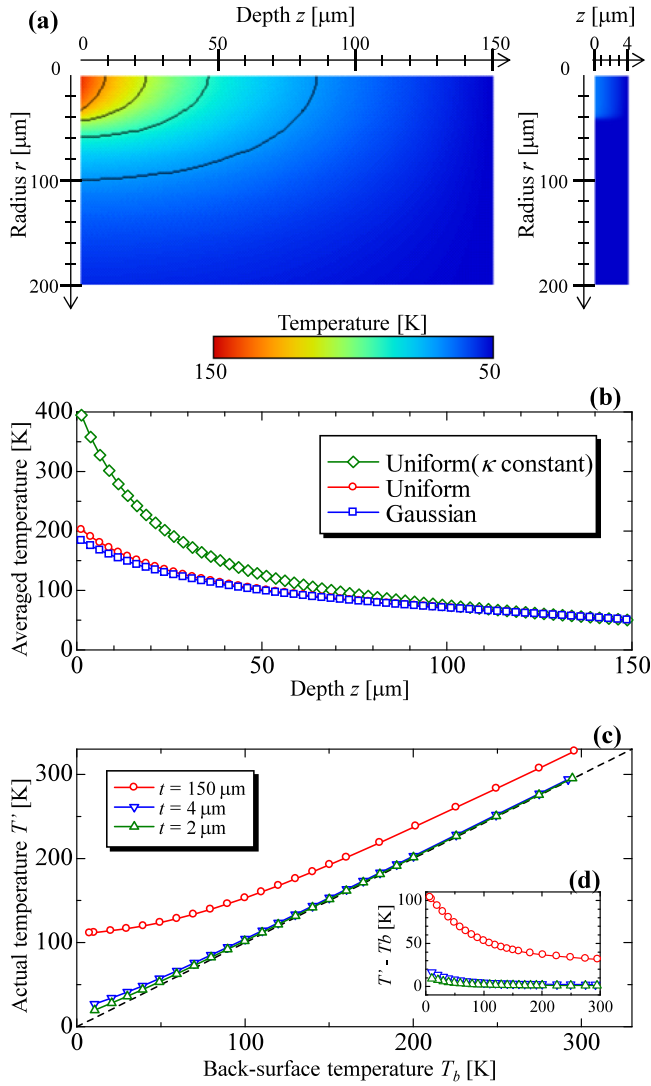 (a)
Depth z [μm]
z [μm]
0 50 100 150
0 4
0
100
200
Radius r [μm]
0
100
200
Radius r [μm]
Temperature [K]
150 50
(b)
400
300
200
100
0
Averaged temperature [K]
Uniform(κ constant)
Uniform
Gaussian
0 50 100 150
Depth z [μm]
(c)
300
200
100
0
Actual temperature T' [K]
t = 150 μm
t = 4 μm
t = 2 μm
(d)
100
50
0
T' - Tb [K]
0 100 200 300
0 100 200 300
Back-surface temperature Tb [K]